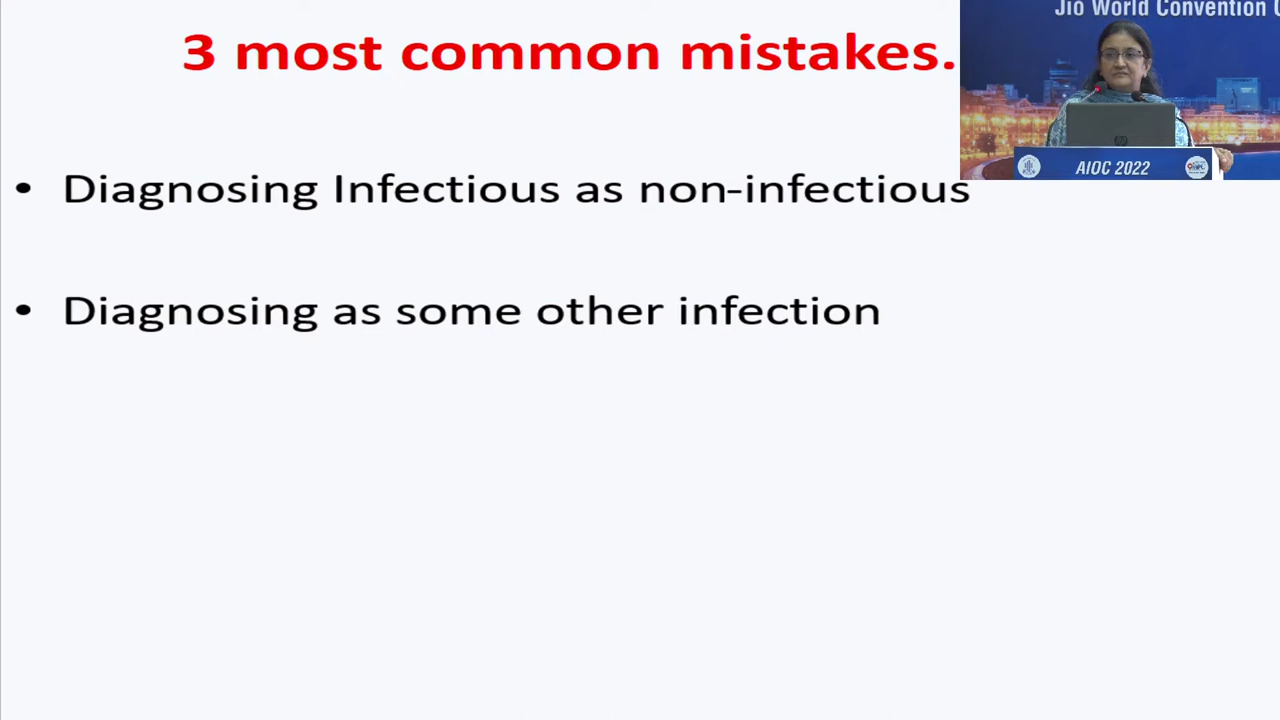 3 most common mistakes.
Jio World Convention
• Diagnosing Infectious as non-infectious
• Diagnosing as some other infection
AIOC 2022